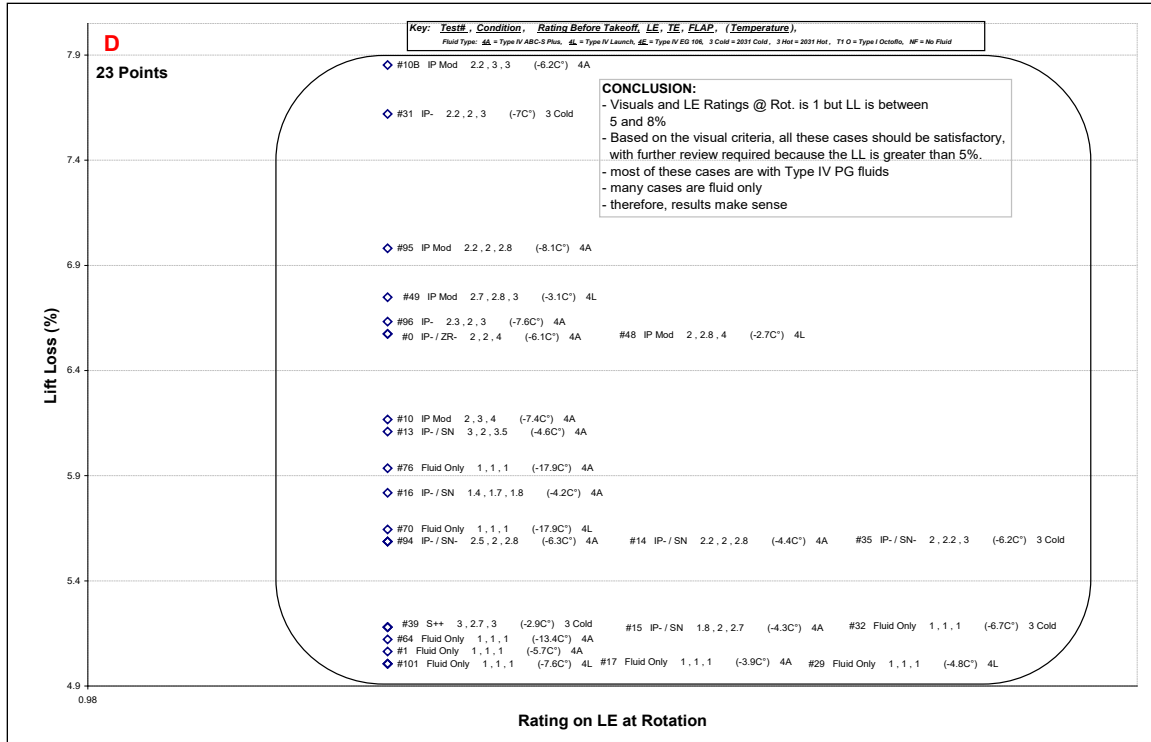 Key: Test# , Condition , Rating Before Takeoff, LE , TE , FLAP , ( Temperature ) ,
Fluid Type: 4A = Type IV ABC-S Plus, 4L = Type IV Launch, 4E = Type IV EG 106, 3 Cold = 2031 Cold , 3 Hot = 2031 Hot , T1 O = Type I Octoflo, NF = No Fluid
D
23 Points
7.9
#10B IP Mod 2.2 , 3 , 3 (-6.2C°) 4A
CONCLUSION:
- Visuals and LE Ratings @ Rot. is 1 but LL is between
5 and 8%
- Based on the visual criteria, all these cases should be satisfactory,
with further review required because the LL is greater than 5%.
- most of these cases are with Type IV PG fluids
- many cases are fluid only
- therefore, results make sense
#31 IP- 2.2 , 2 , 3 (-7C°) 3 Cold
7.4
#95 IP Mod 2.2 , 2 , 2.8 (-8.1C°) 4A
6.9
#49 IP Mod 2.7 , 2.8 , 3 (-3.1C°) 4L
#96 IP- 2.3 , 2 , 3 (-7.6C°) 4A
#0 IP- / ZR- 2 , 2 , 4 (-6.1C°) 4A #48 IP Mod 2 , 2.8 , 4 (-2.7C°) 4L
6.4
Lift Loss (%)
#10 IP Mod 2 , 3 , 4 (-7.4C°) 4A
#13 IP- / SN 3 , 2 , 3.5 (-4.6C°) 4A
#76 Fluid Only 1 , 1 , 1 (-17.9C°) 4A
5.9
#16 IP- / SN 1.4 , 1.7 , 1.8 (-4.2C°) 4A
#70 Fluid Only 1 , 1 , 1 (-17.9C°) 4L
#94 IP- / SN- 2.5 , 2 , 2.8 (-6.3C°) 4A #14 IP- / SN 2.2 , 2 , 2.8 (-4.4C°) 4A #35 IP- / SN- 2 , 2.2 , 3 (-6.2C°) 3 Cold
5.4
#39 S++ 3 , 2.7 , 3 (-2.9C°) 3 Cold #15 IP- / SN 1.8 , 2 , 2.7 (-4.3C°) 4A #32 Fluid Only 1 , 1 , 1 (-6.7C°) 3 Cold
#64 Fluid Only 1 , 1 , 1 (-13.4C°) 4A
#1 Fluid Only 1 , 1 , 1 (-5.7C°) 4A
#101 Fluid Only 1 , 1 , 1 (-7.6C°) 4L #17 Fluid Only 1 , 1 , 1 (-3.9C°) 4A #29 Fluid Only 1 , 1 , 1 (-4.8C°) 4L
4.9
0.98
Rating on LE at Rotation